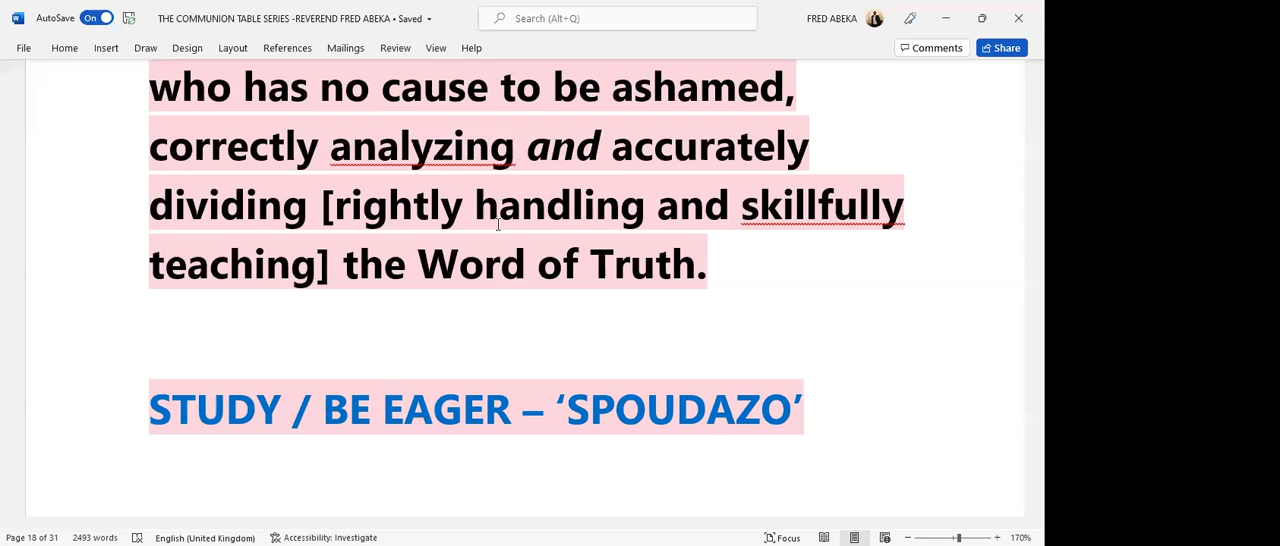 AutoSave On THE COMMUNION TABLE SERIES -REVEREND FRED ABEKA • Saved Search (Alt+Q) FRED ABEKA
File Home Insert Draw Design Layout References Mailings Review View Help Comments Share
who has no cause to be ashamed,
correctly analyzing and accurately
dividing [rightly handling and skillfully
teaching] the Word of Truth.
STUDY / BE EAGER – ‘SPOUDAZO’
Page 18 of 31 2493 words English (United Kingdom) Accessibility: Investigate Focus 170%